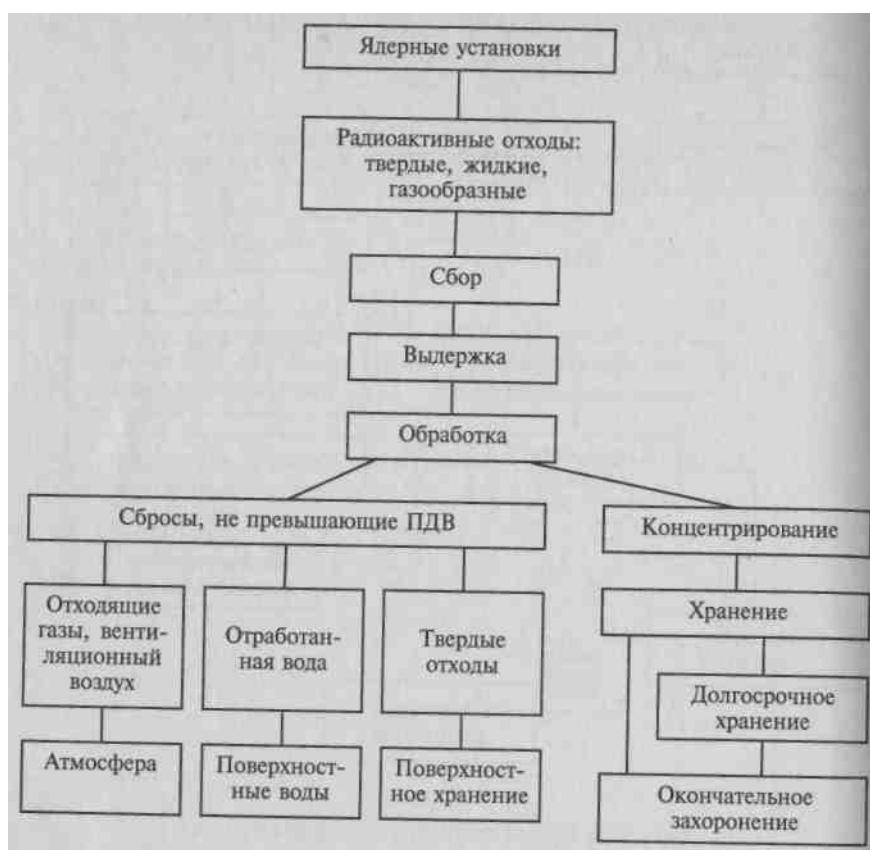 Ядерные установки
Радиоактивные отходы:
твердые, жидкие,
газообразные
Сбор
Выдержка
Обработка
Сбросы, не превышающие ПДВ
Концентрирование
Отходящие
газы, венти-
ляционный
воздух
Отработан-
ная вода
Твердые
отходы
Хранение
Долгосрочное
хранение
Атмосфера
Поверхност-
ные воды
Поверхност-
ное хранение
Окончательное
захоронение